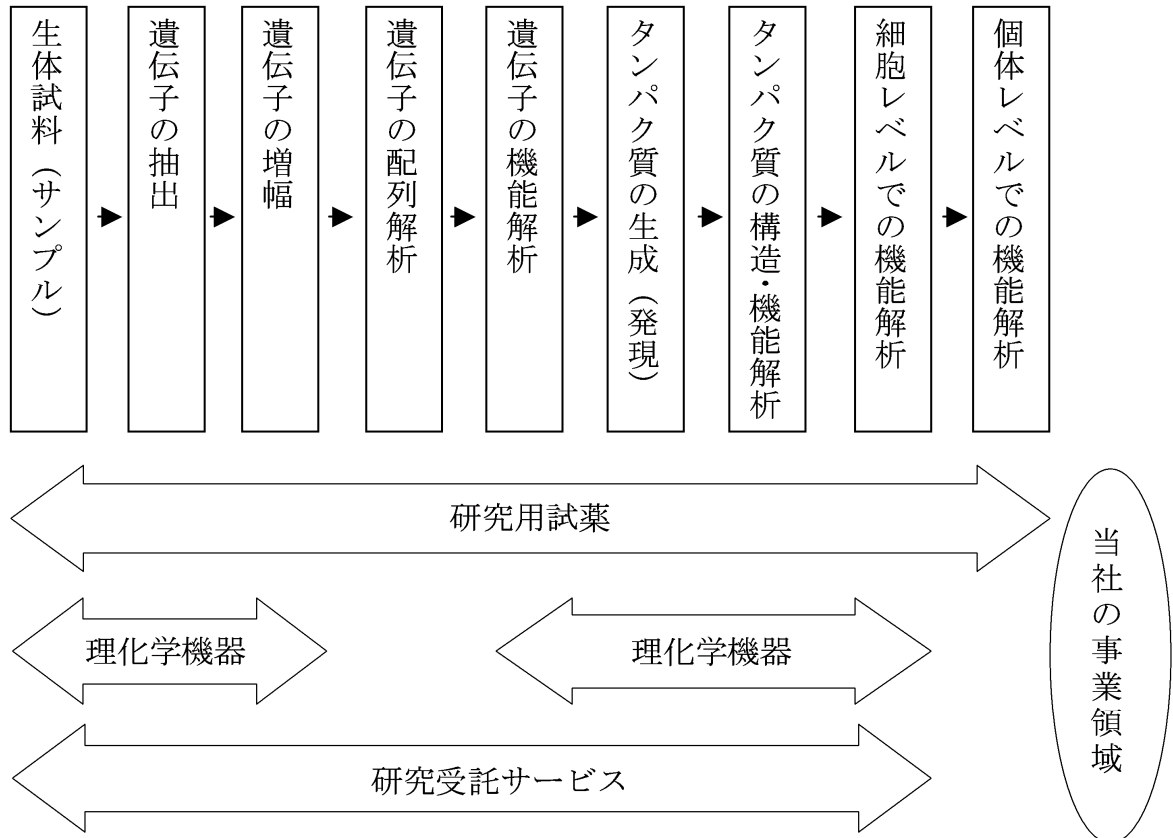 生体試料（サンプル）
遺伝子の抽出
遺伝子の増幅
遺伝子の配列解析
遺伝子の機能解析
タンパク質の生成（発現）
タンパク質の構造・機能解析
細胞レベルでの機能解析
個体レベルでの機能解析
研究用試薬
理化学機器
理化学機器
研究受託サービス
当社の事業領域